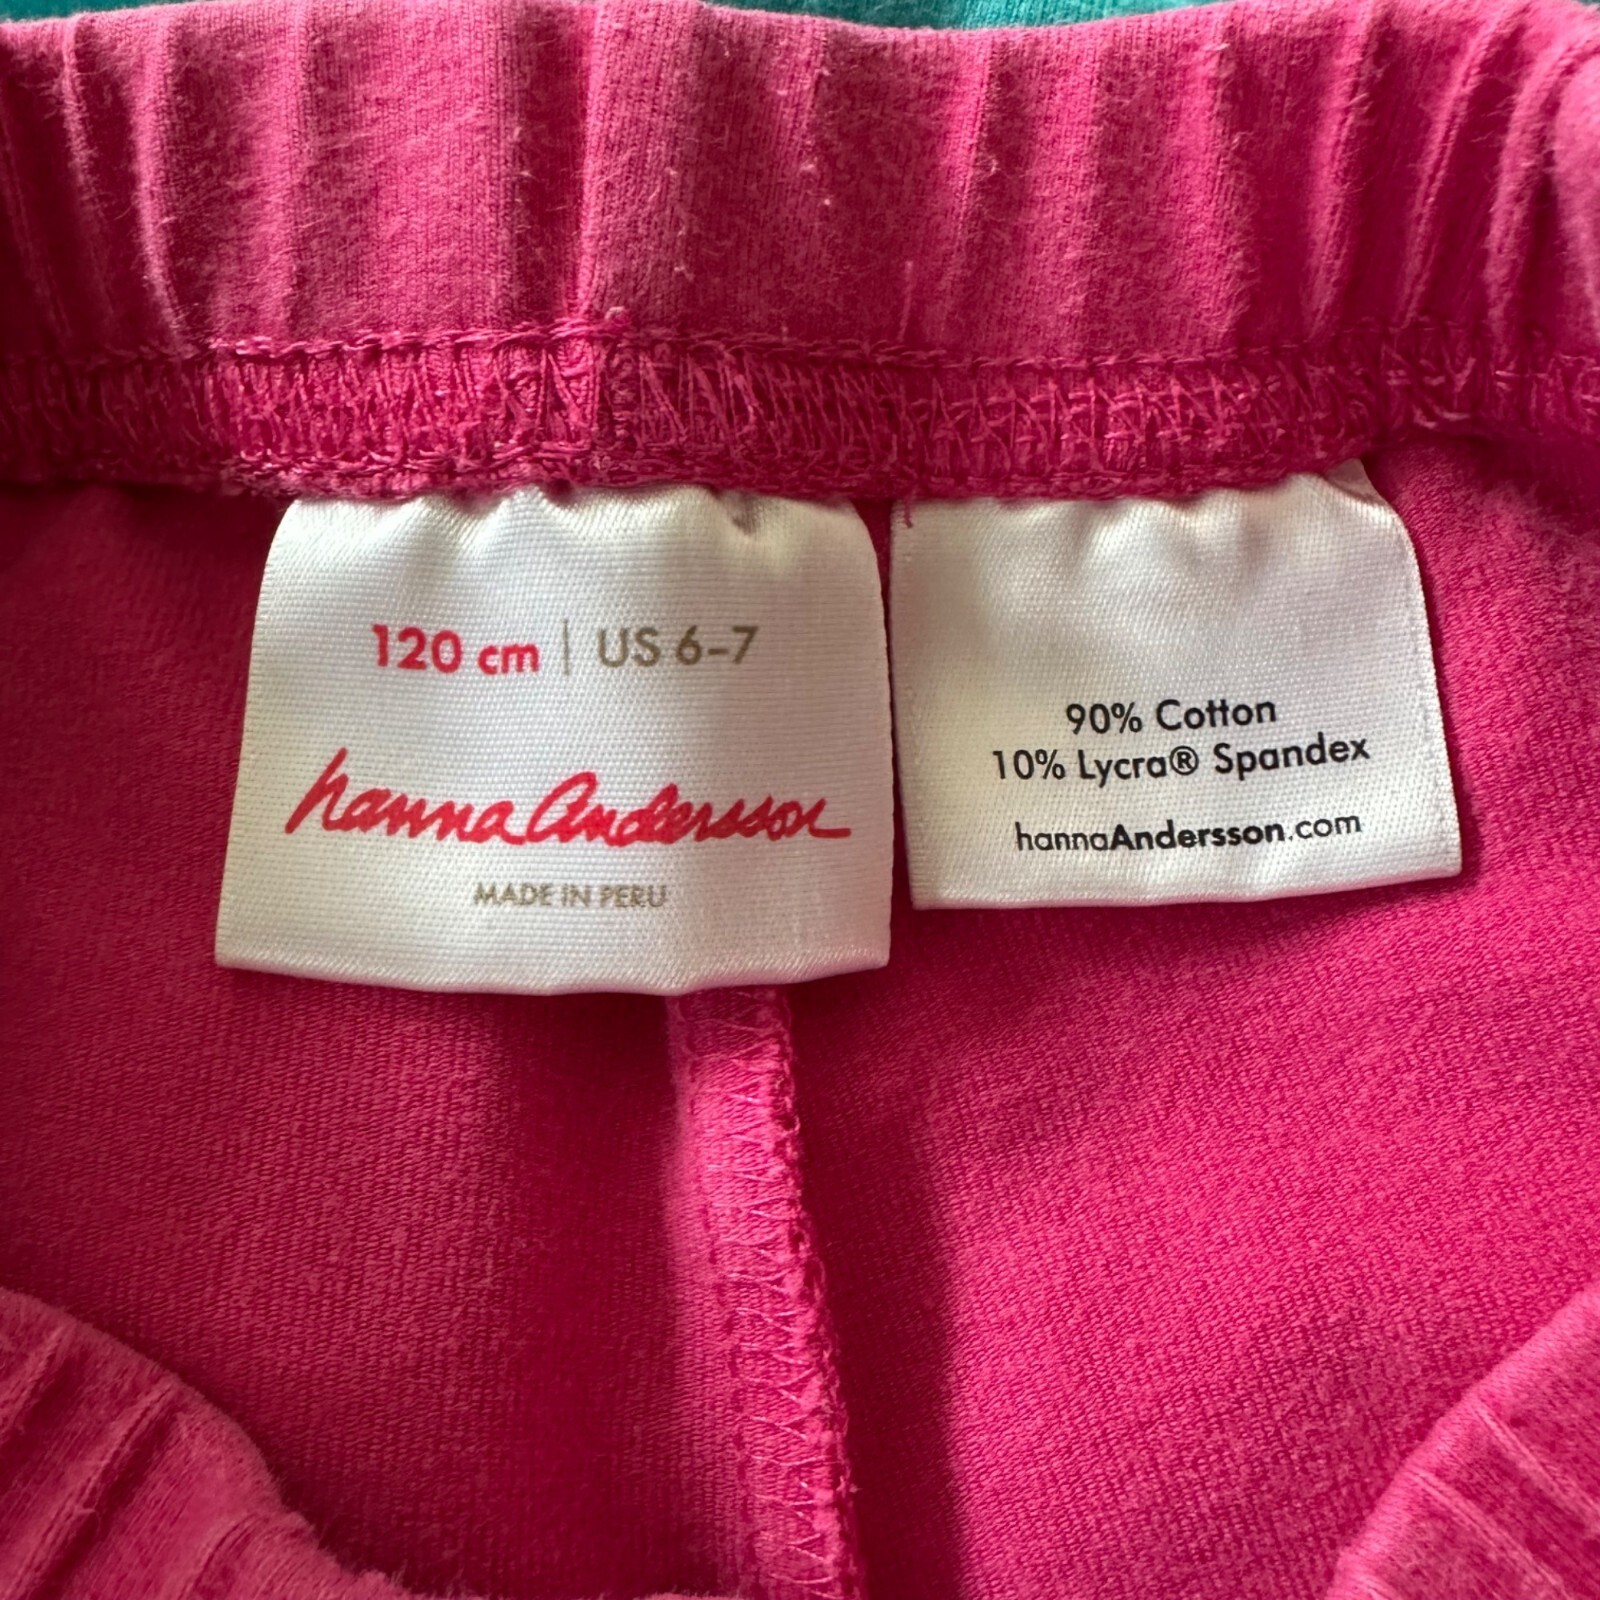 120 cm | US 6-7
hanna Andersson
MADE IN PERU
90% Cotton
10% Lycra® Spandex
hannaAndersson.com